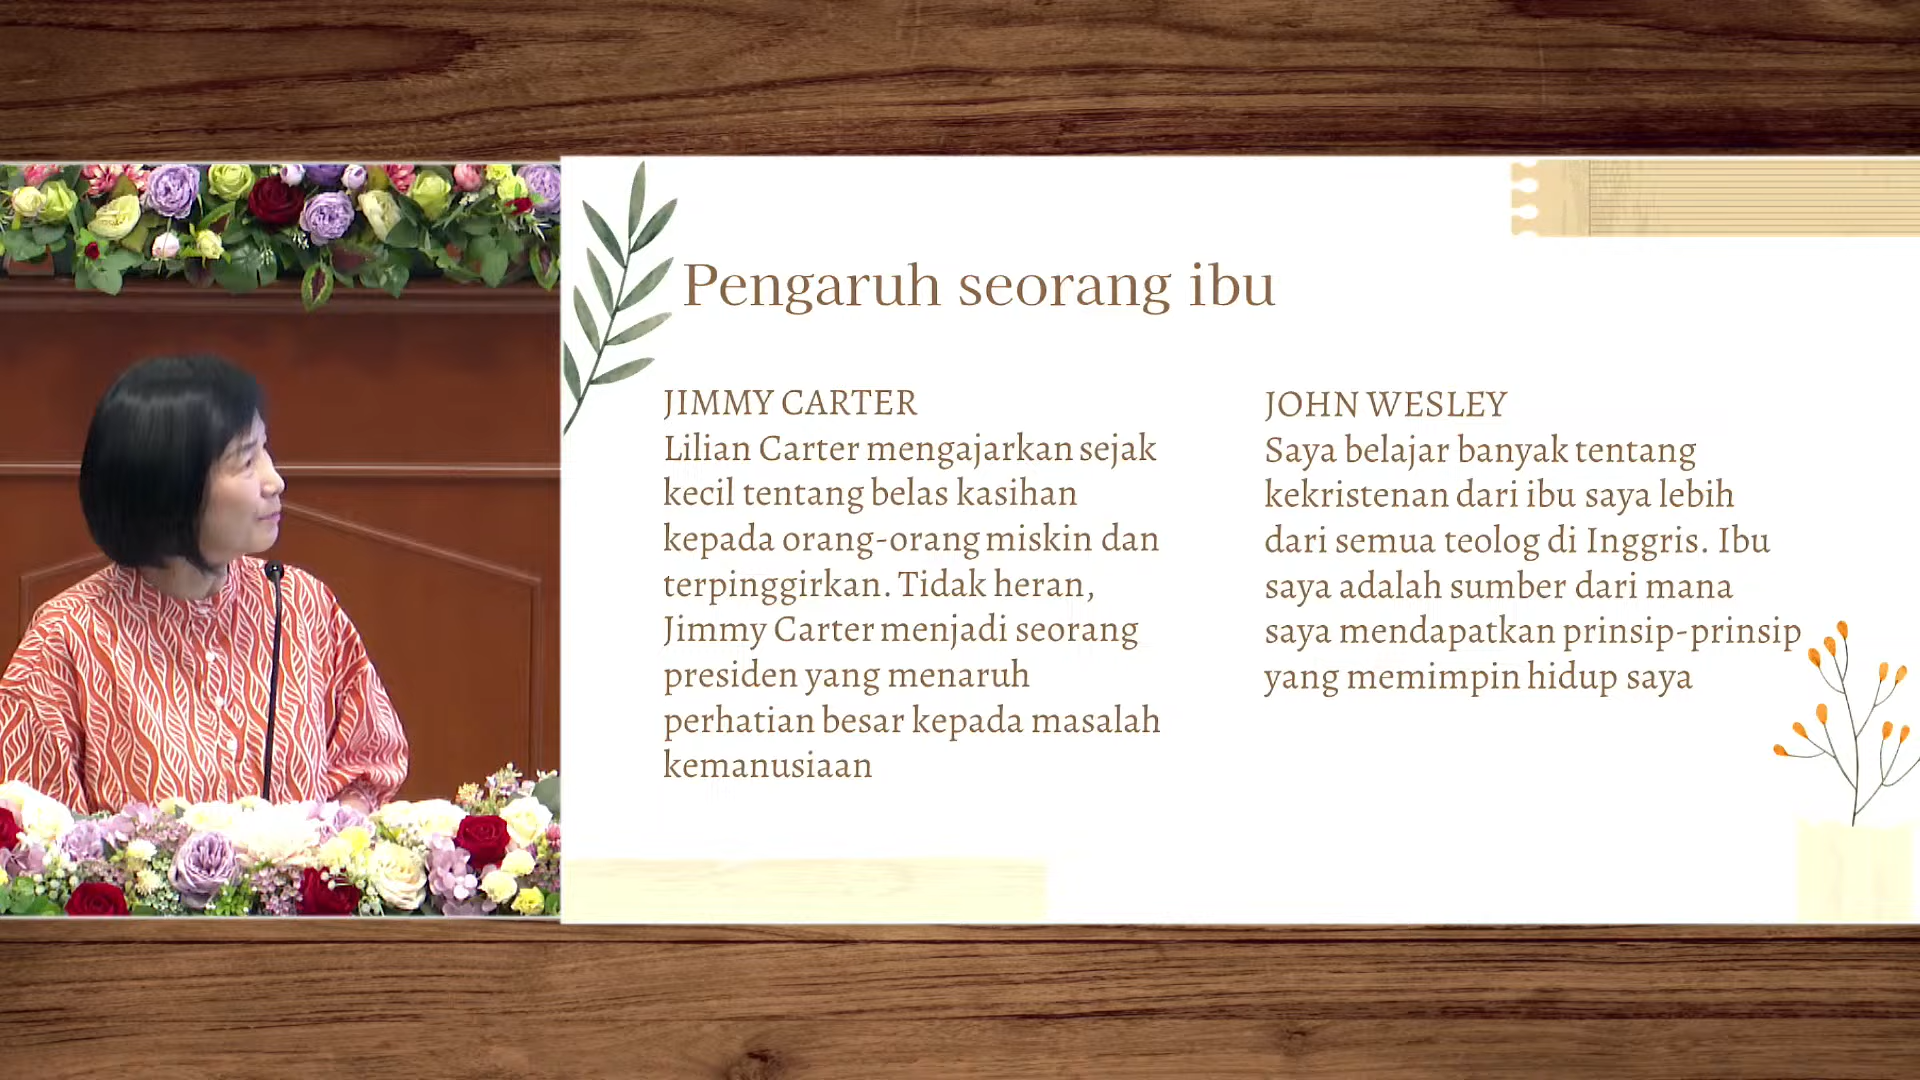 Pengaruh seorang ibu
JIMMY CARTER
Lilian Carter mengajarkan sejak
kecil tentang belas kasihan
kepada orang-orang miskin dan
terpinggirkan. Tidak heran,
Jimmy Carter menjadi seorang
presiden yang menaruh
perhatian besar kepada masalah
kemanusiaan
JOHN WESLEY
Saya belajar banyak tentang
kekristenan dari ibu saya lebih
dari semua teolog di Inggris. Ibu
saya adalah sumber dari mana
saya mendapatkan prinsip-prinsip
yang memimpin hidup saya